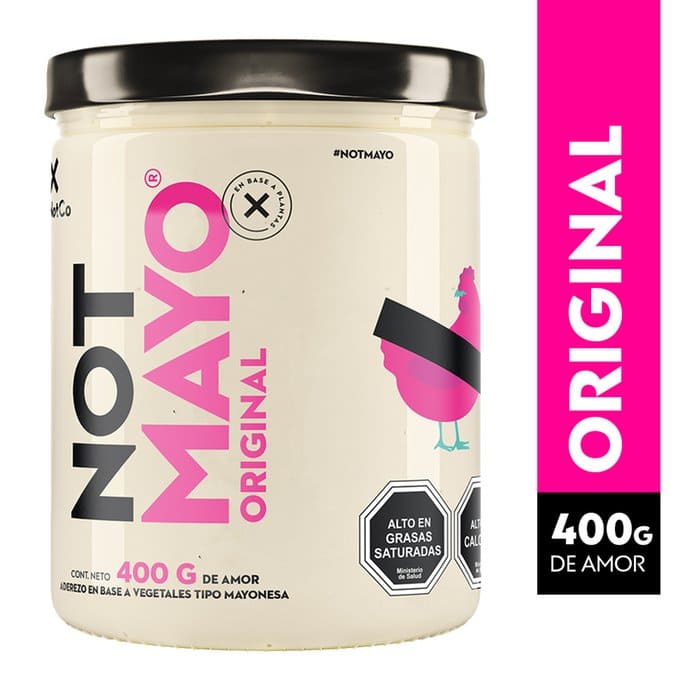 #NOTMAYO
NotCo
NOT
MAYO®
ORIGINAL
EN BASE A PLANTAS
ALTO EN
GRASAS
SATURADAS
Ministerio
de Salud
CONT. NETO 400 G DE AMOR
ADEREZO EN BASE A VEGETALES TIPO MAYONESA
ORIGINAL
400G
DE AMOR